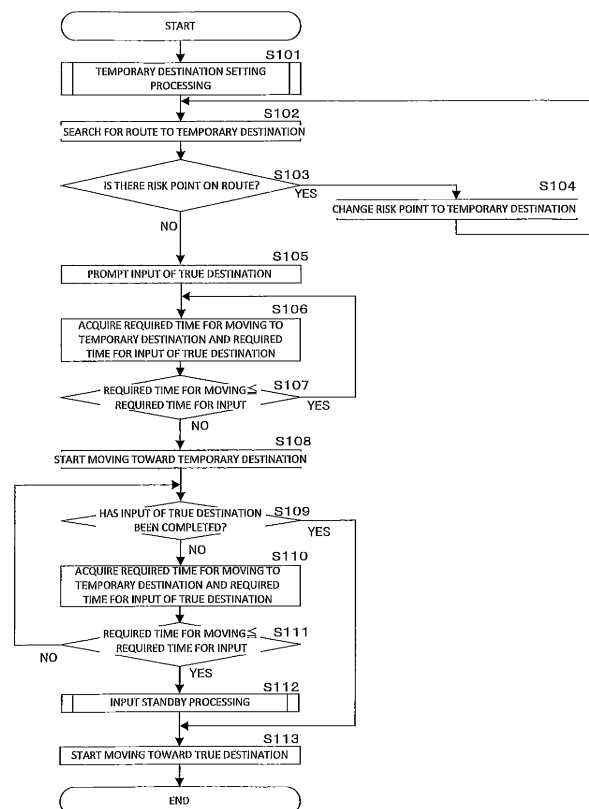 START
S101
TEMPORARY DESTINATION SETTING
PROCESSING
S102
SEARCH FOR ROUTE TO TEMPORARY DESTINATION
S103
IS THERE RISK POINT ON ROUTE?
YES
S104
CHANGE RISK POINT TO TEMPORARY DESTINATION
NO
S105
PROMPT INPUT OF TRUE DESTINATION
S106
ACQUIRE REQUIRED TIME FOR MOVING TO
TEMPORARY DESTINATION AND REQUIRED
TIME FOR INPUT OF TRUE DESTINATION
S107
REQUIRED TIME FOR MOVING≦
REQUIRED TIME FOR INPUT
YES
NO
S108
START MOVING TOWARD TEMPORARY DESTINATION
S109
HAS INPUT OF TRUE DESTINATION
BEEN COMPLETED?
YES
NO
S110
ACQUIRE REQUIRED TIME FOR MOVING TO
TEMPORARY DESTINATION AND REQUIRED
TIME FOR INPUT OF TRUE DESTINATION
S111
REQUIRED TIME FOR MOVING≦
REQUIRED TIME FOR INPUT
NO
YES
S112
INPUT STANDBY PROCESSING
S113
START MOVING TOWARD TRUE DESTINATION
END